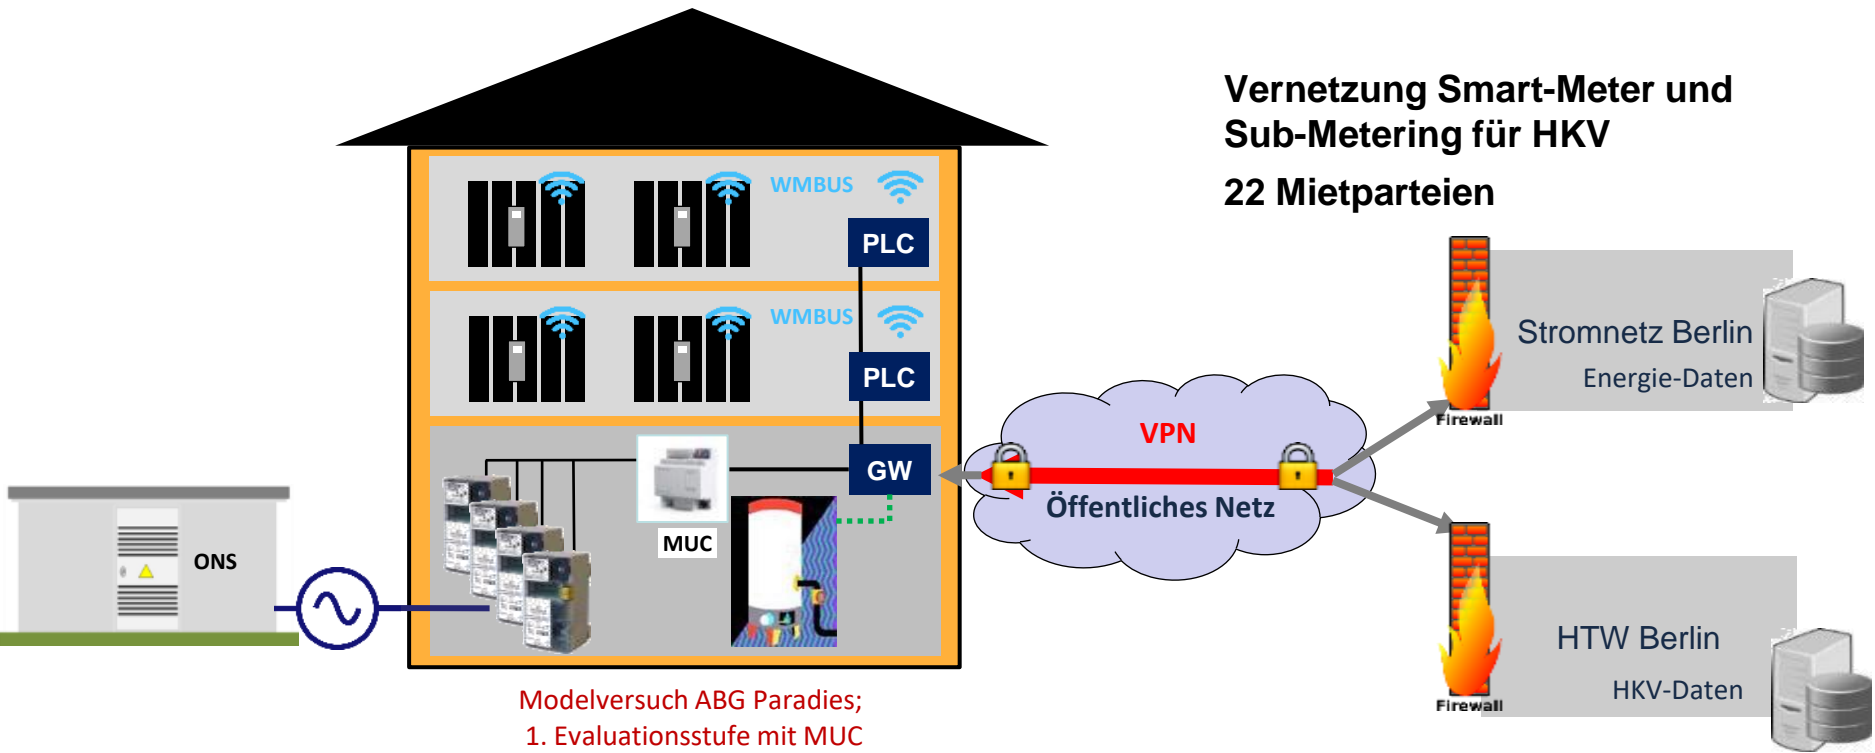 Vernetzung Smart-Meter und
Sub-Metering für HKV
22 Mietparteien
WMBUS
PLC
WMBUS
PLC
GW
MUC
ONS
VPN
Öffentliches Netz
Stromnetz Berlin
Energie-Daten
Firewall
HTW Berlin
HKV-Daten
Firewall
Modelversuch ABG Paradies;
1. Evaluationsstufe mit MUC